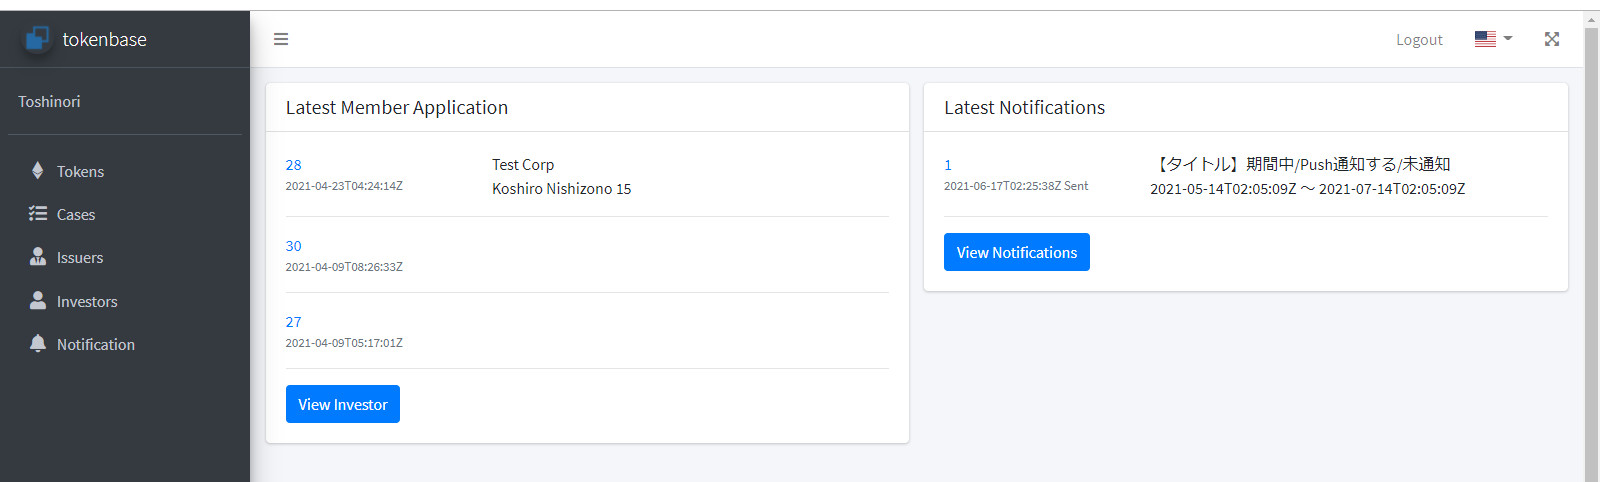 tokenbase
Logout
Toshinori
Tokens
Cases
Issuers
Investors
Notification
Latest Member Application
28
2021-04-23T04:24:14Z
Test Corp
Koshiro Nishizono 15
30
2021-04-09T08:26:33Z
27
2021-04-09T05:17:01Z
View Investor
Latest Notifications
1
2021-06-17T02:25:38Z Sent
【タイトル】期間中/Push通知する/未通知
2021-05-14T02:05:09Z ～ 2021-07-14T02:05:09Z
View Notifications